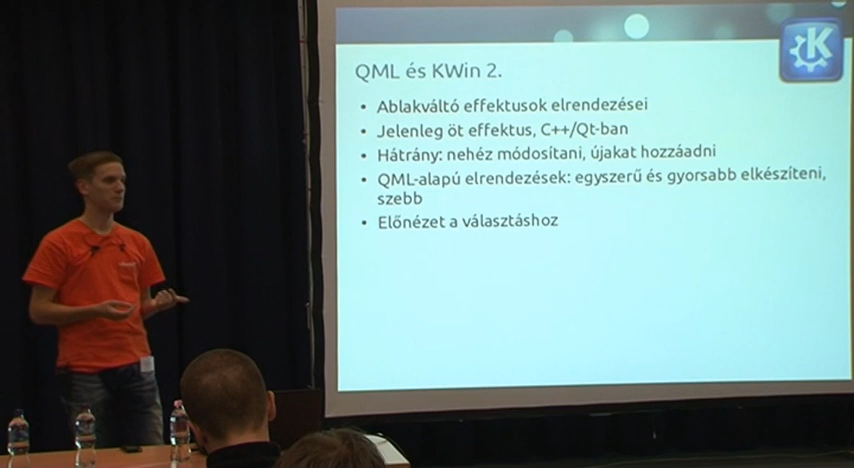 QML és KWin 2.
• Ablakváltó effektusok elrendezései
• Jelenleg öt effektus, C++/Qt-ban
• Hátrány: nehéz módosítani, újakat hozzáadni
• QML-alapú elrendezések: egyszerű és gyorsabb elkészíteni,
szebb
• Előnézet a választáshoz
K